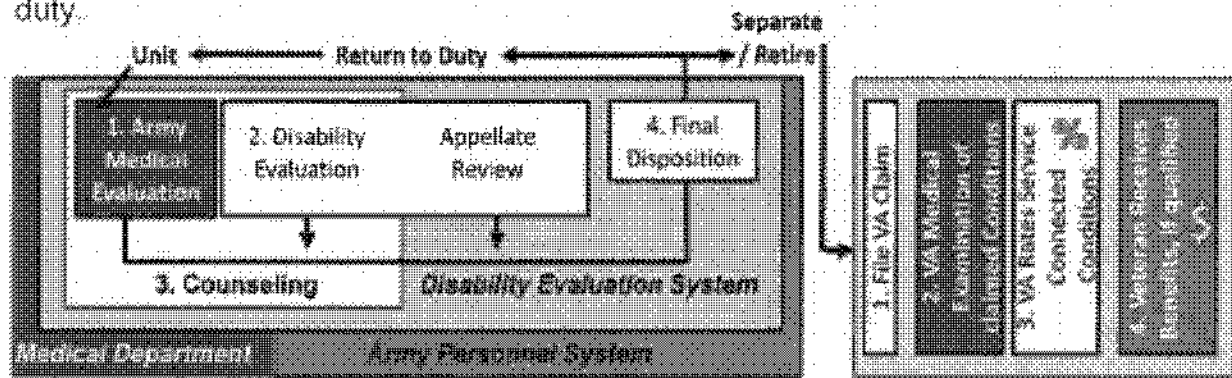 duty.
Separate
/ Retire
Unit
Return to Duty
1. Army
Medical
Evaluation
2. Disability
Evaluation
Appellate
Review
4. Final
Disposition
3. Counseling
Disability Evaluation System
Medical Department
Army Personnel System
1. File VA Claim
2. VA Medical
Examination of
claimed Conditions
3. VA Rates Service
Connected
Conditions
%
4. Veteran Receives
Benefits, if qualified
$